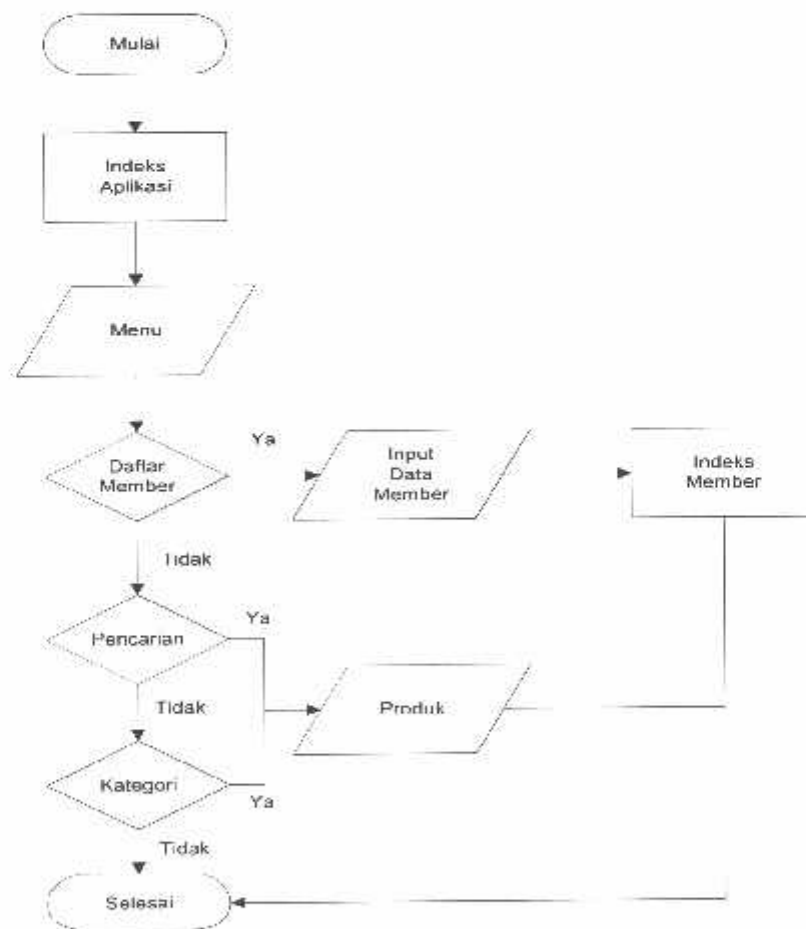 Mulai
Indeks
Aplikasi
Menu
Daftar
Member
Ya
Input
Data
Member
Indeks
Member
Tidak
Pencarian
Ya
Tidak
Produk
Kategori
Ya
Tidak
Selesai